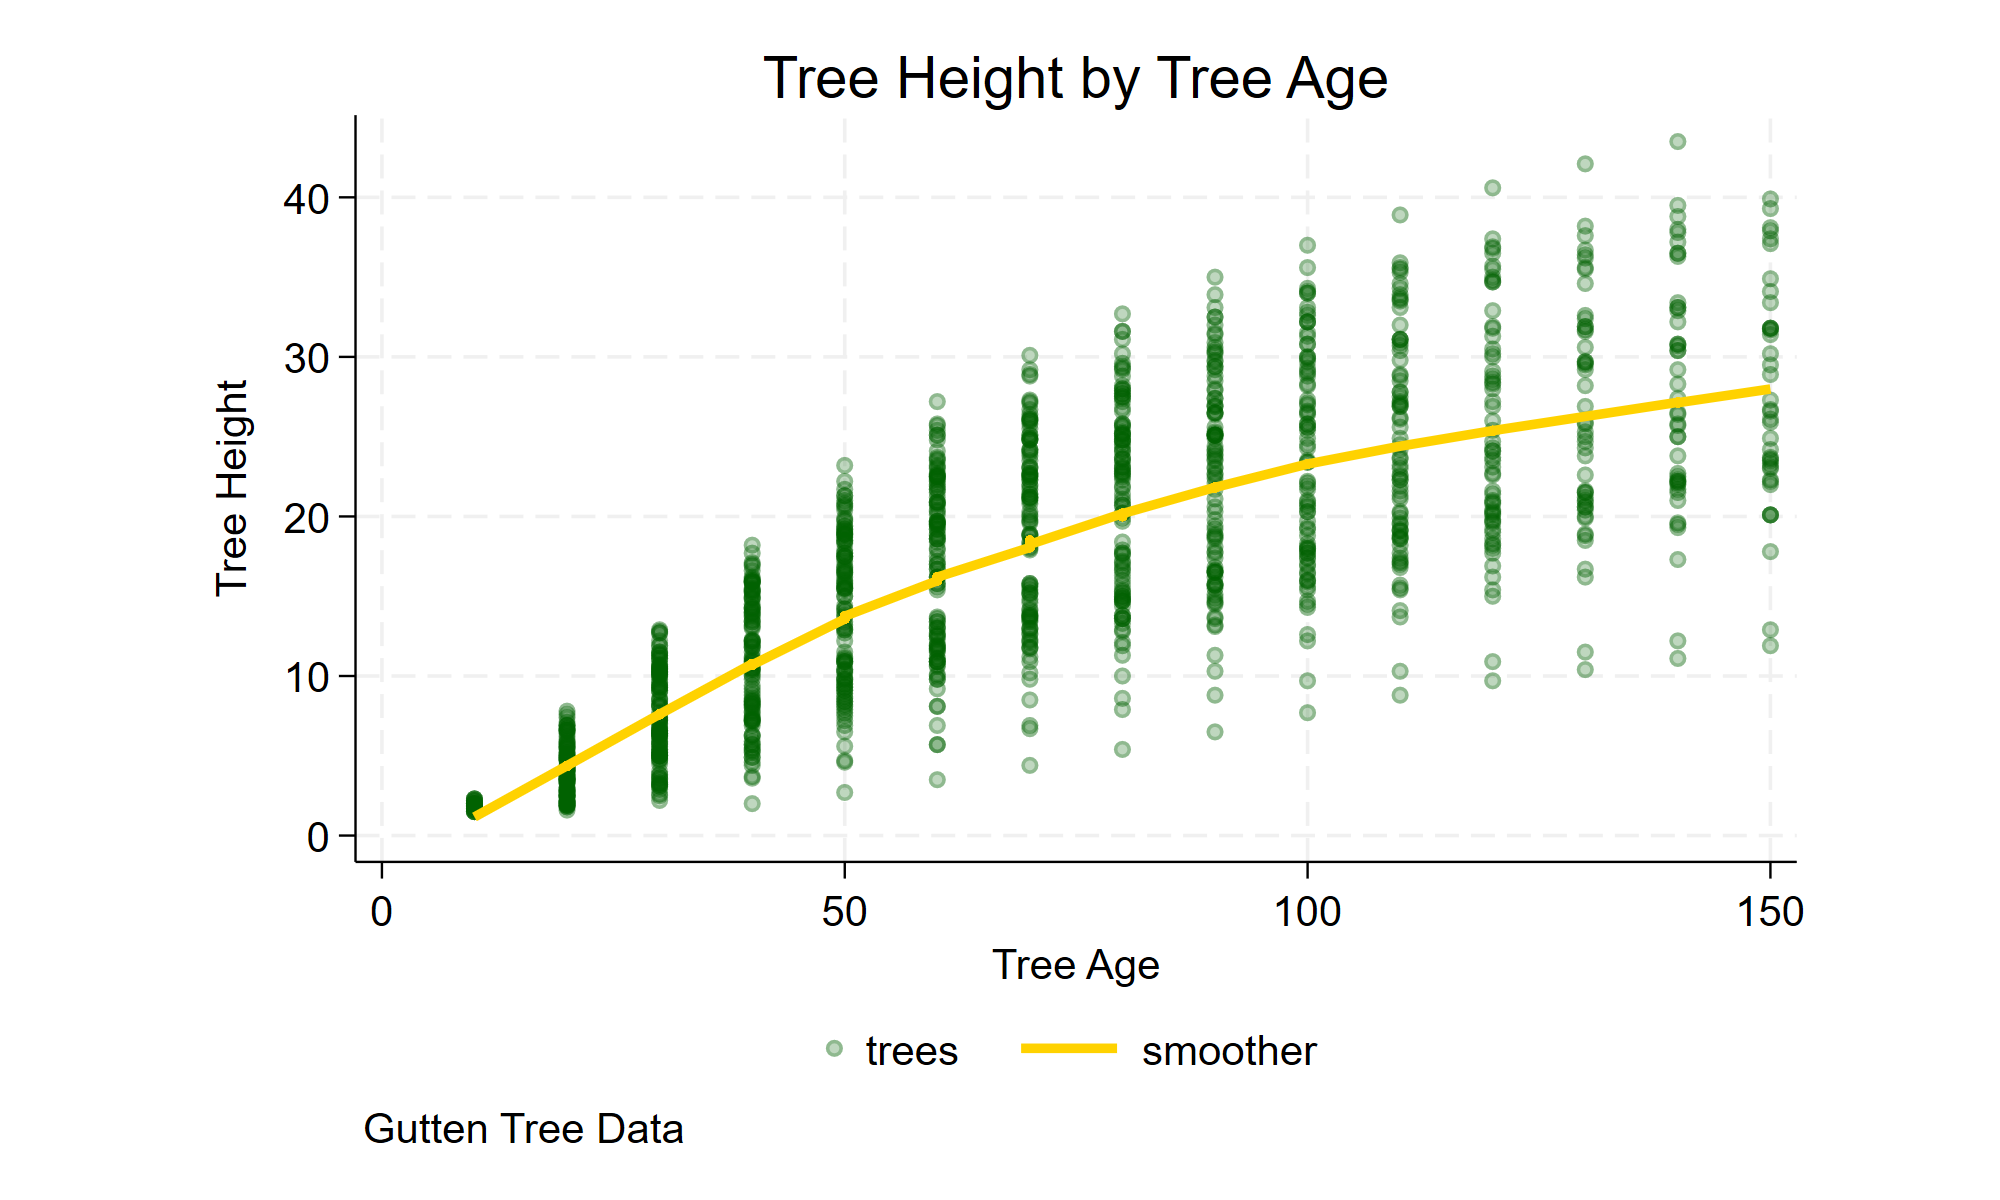 Tree Height by Tree Age
Tree Height
40
30
20
10
0
0 50 100 150
Tree Age
trees smoother
Gutten Tree Data